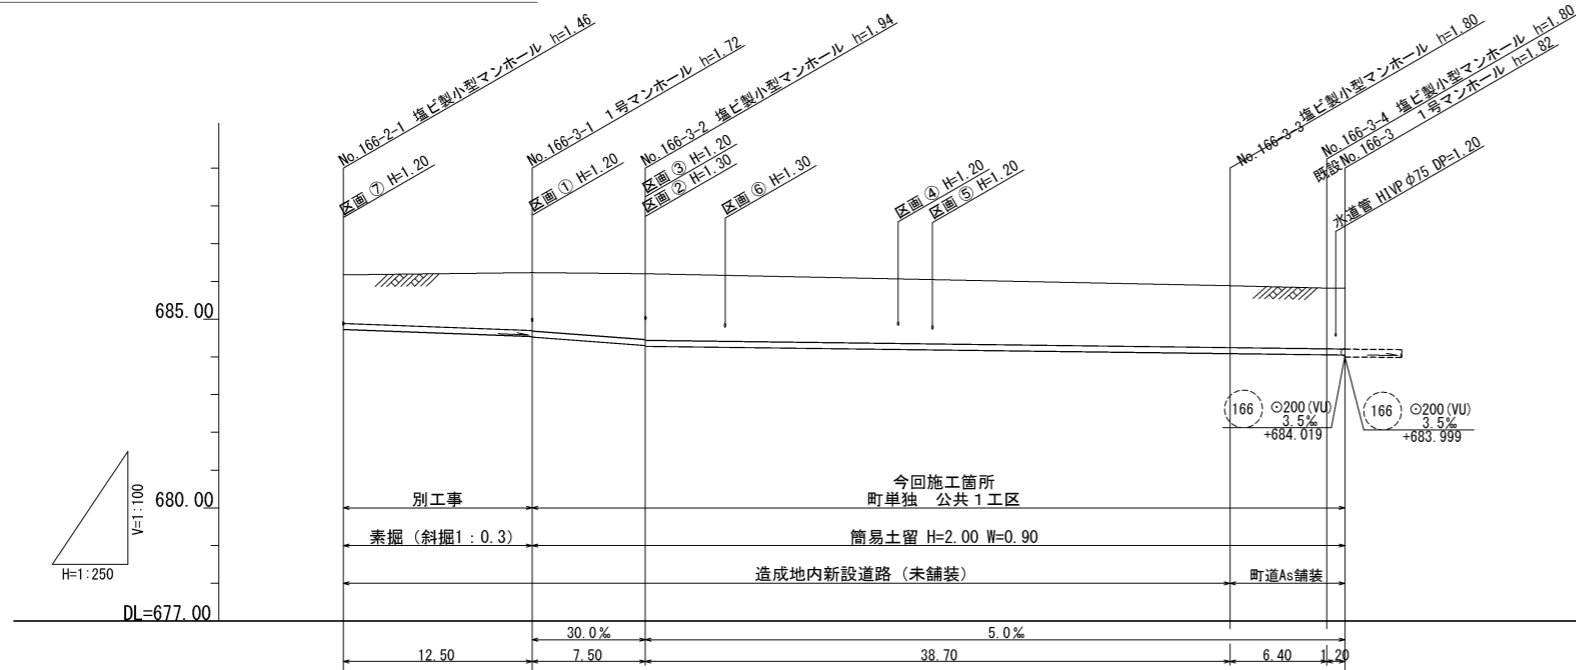 No.166-2-1 塩ビ製小型マンホール h=1.46
区画 ⑦ H=1.20
No.166-3-1 1号マンホール h=1.72
区画 ① H=1.20
No.166-3-2 塩ビ製小型マンホール h=1.94
区画 ③ H=1.20
区画 ② H=1.30
区画 ⑥ H=1.30
区画 ④ H=1.20
区画 ⑤ H=1.20
No.166-3-3 塩ビ製小型マンホール h=1.80
No.166-3-4 塩ビ製小型マンホール h=1.80
既設No.166-3 1号マンホール h=1.82
水道管 HIVPφ75 DP=1.20
685.00
166 ⊙200(VU)
3.5‰
+684.019
166 ⊙200(VU)
3.5‰
+683.999
680.00
V=1:100
H=1:250
別工事
今回施工箇所
町単独 公共1工区
素掘(斜掘1:0.3)
簡易土留 H=2.00 W=0.90
造成地内新設道路(未舗装)
町道As舗装
DL=677.00
30.0‰
5.0‰
12.50
7.50
38.70
6.40
1.20